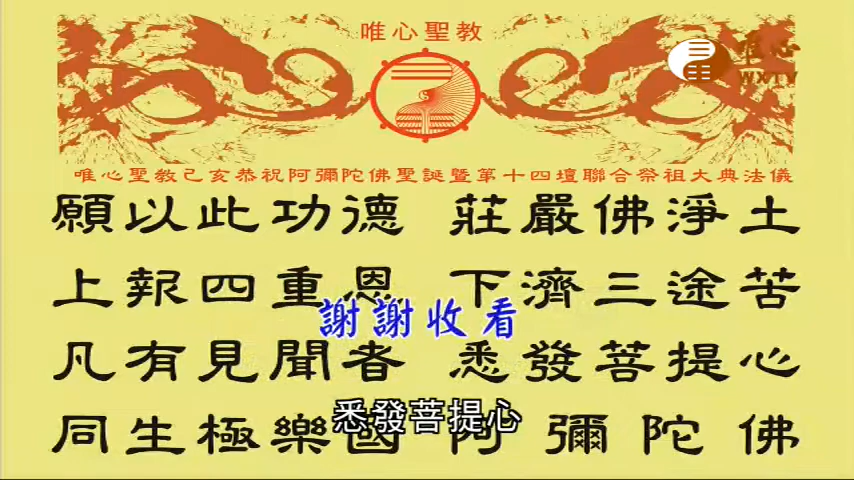 唯心聖教
唯心
WXTV
唯心聖教己亥恭祝阿彌陀佛聖誕暨第十四壇聯合祭祖大典法儀
願以此功德 莊嚴佛淨土
上報四重恩 下濟三途苦
謝謝收看
凡有見聞者 悉發菩提心
悉發菩提心
同生極樂國 阿彌陀佛